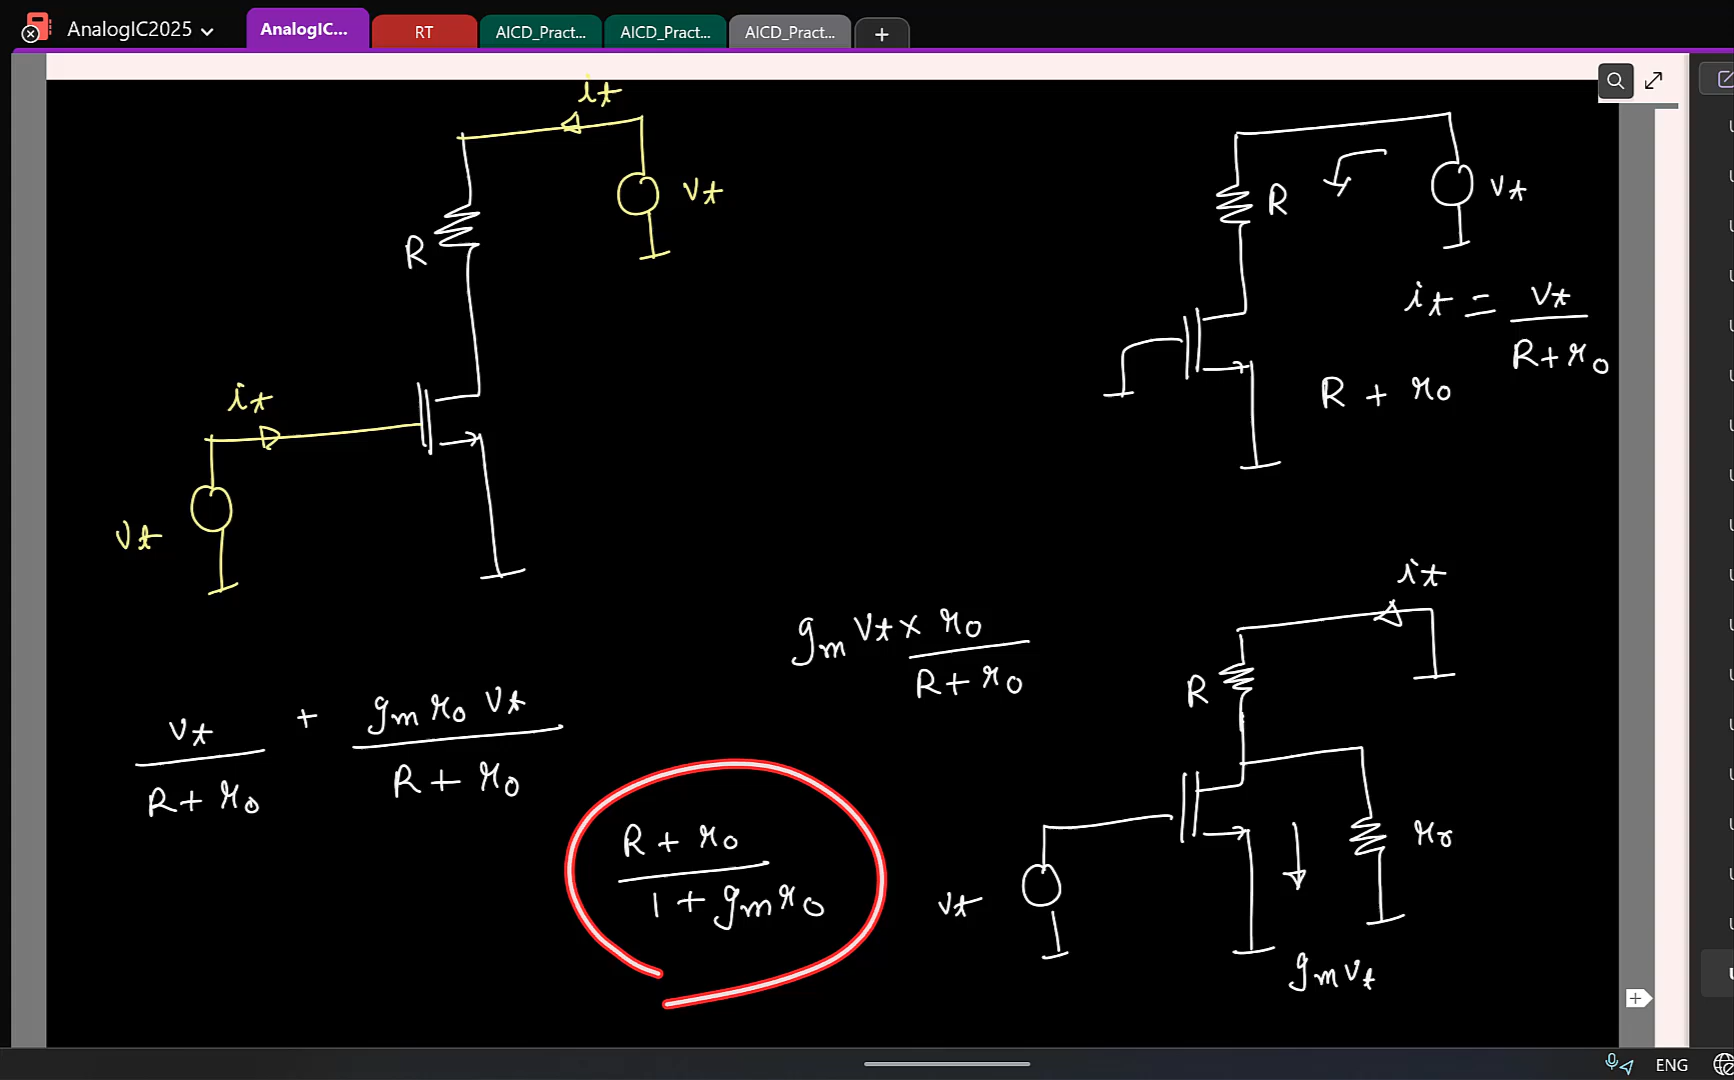 AnalogIC2025
AnalogIC...
RT
AICD_Pract...
AICD_Pract...
AICD_Pract...
it
vt
R
it
vt
R
vt
it = vt / R + ro
R + ro
it
gm vt × ro / R + ro
R
vt / R + ro + gm ro vt / R + ro
R + ro / 1 + gm ro
ro
vt
gm vt
ENG